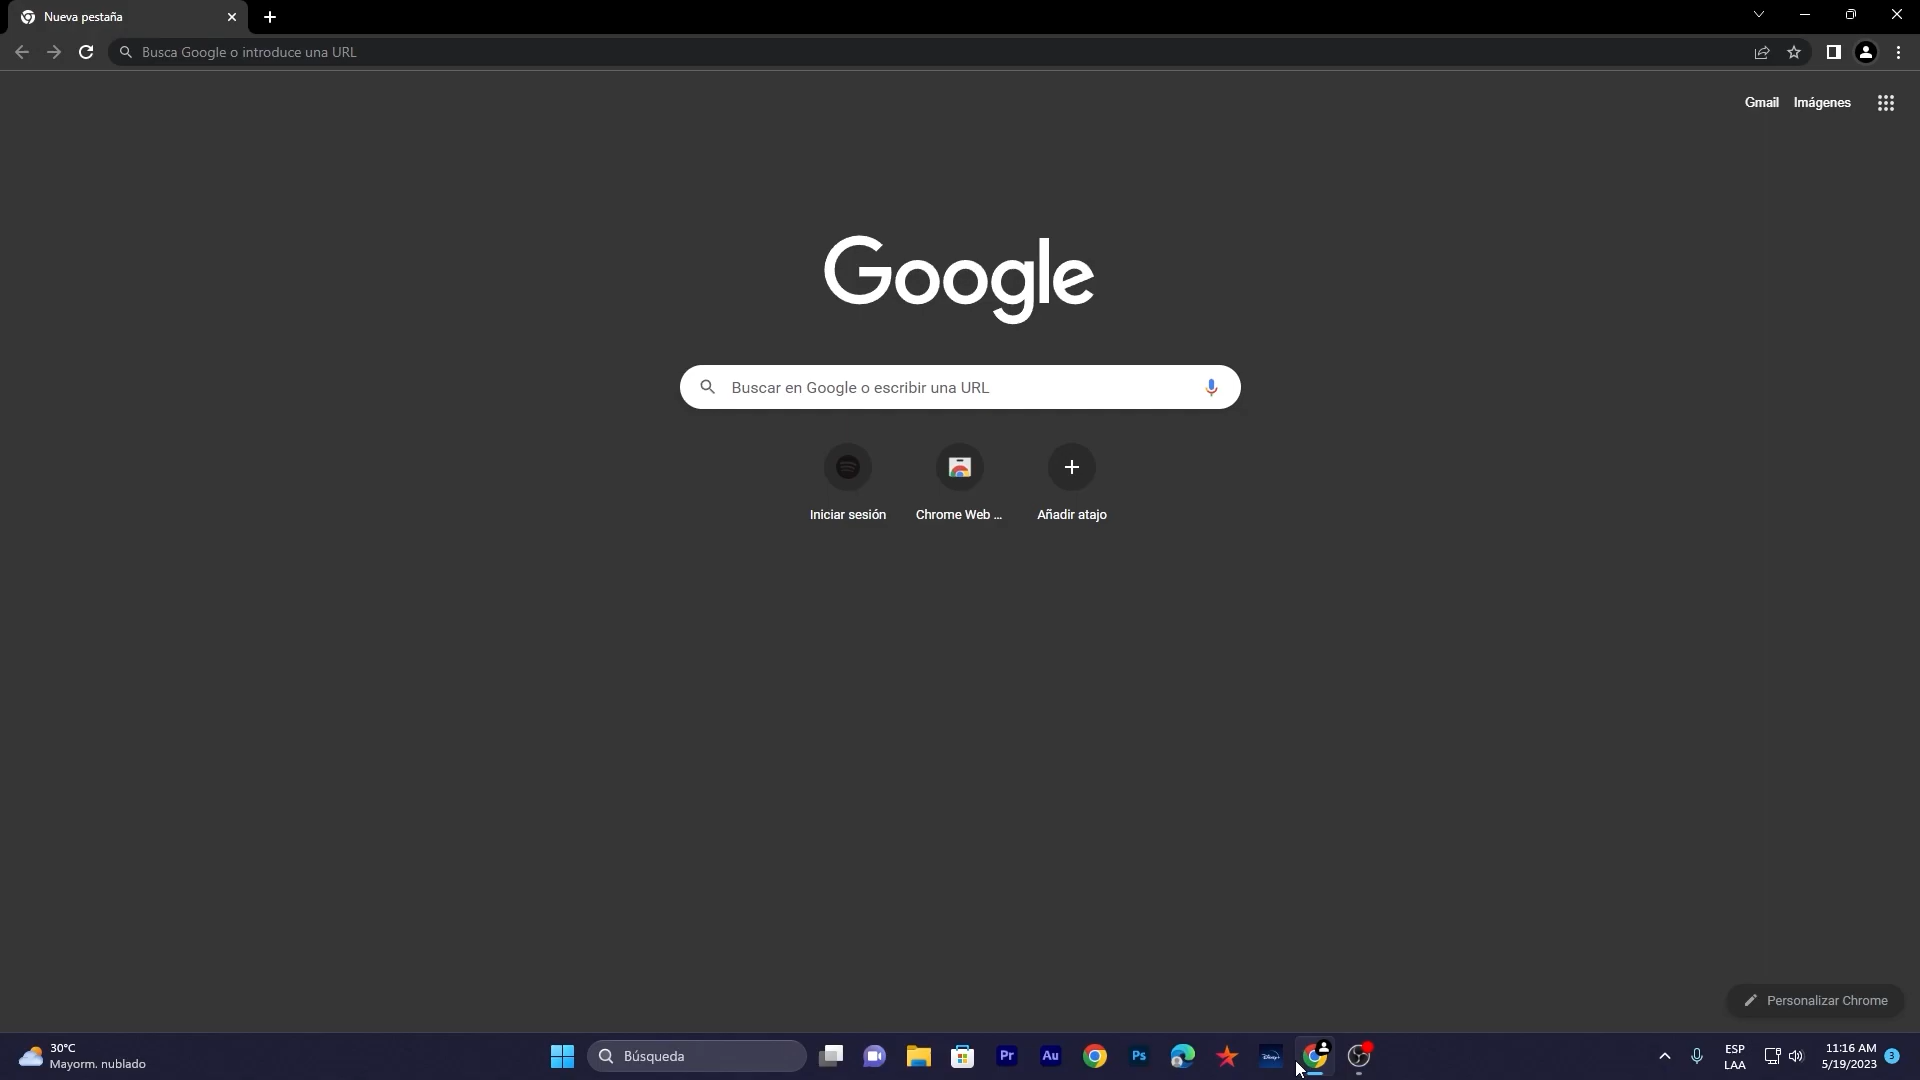 Nueva pestaña
Busca Google o introduce una URL
Gmail Imágenes
Google
Buscar en Google o escribir una URL
Iniciar sesión Chrome Web ... Añadir atajo
Personalizar Chrome
30°C
Mayorm. nublado
Búsqueda
Pr Au Ps Disney+
ESP
LAA
11:16 AM
5/19/2023
3